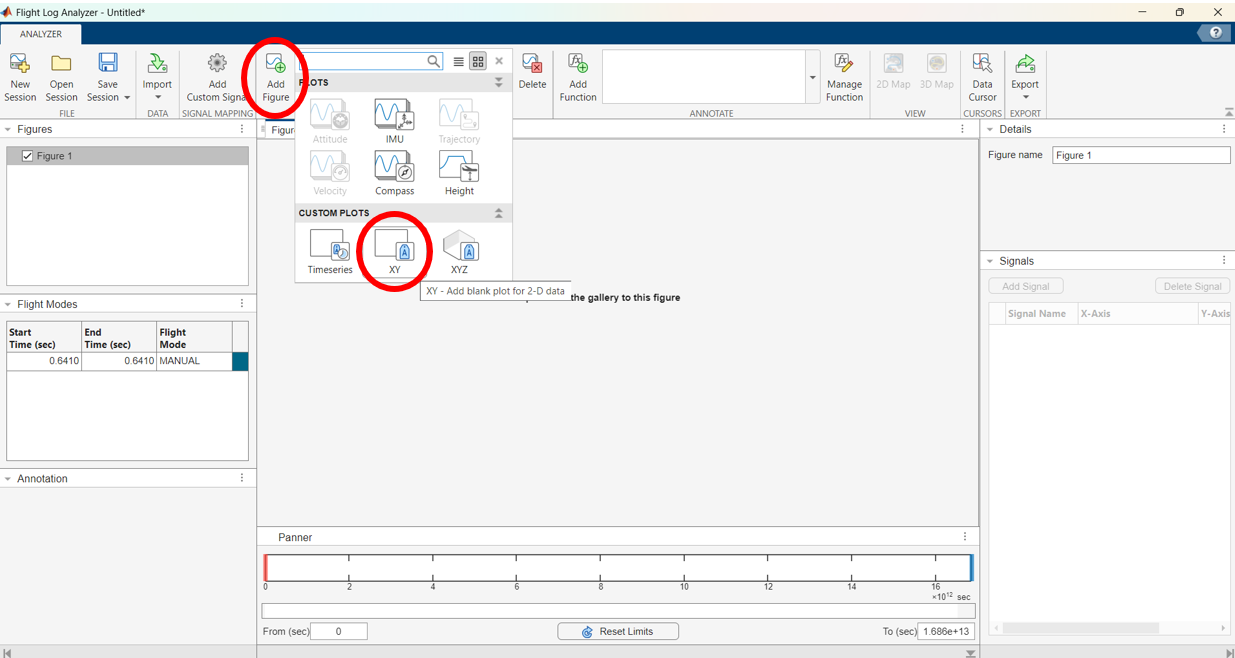 Flight Log Analyzer - Untitled*
ANALYZER
New Session
Open Session
Save Session
Import
Add Custom Signal
Add Figure
Delete
Add Function
Manage Function
2D Map
3D Map
Data Cursor
Export
FILE
DATA
SIGNAL MAPPING
ANNOTATE
VIEW
CURSORS
EXPORT
PLOTS
Attitude
IMU
Trajectory
Velocity
Compass
Height
CUSTOM PLOTS
Timeseries
XY
XYZ
XY - Add blank plot for 2-D data
the gallery to this figure
Figures
Figure 1
Flight Modes
Start Time (sec)
End Time (sec)
Flight Mode
0.6410
0.6410
MANUAL
Annotation
Figur
Panner
0 2 4 6 8 10 12 14 16
×10¹² sec
From (sec)
0
Reset Limits
To (sec)
1.686e+13
Details
Figure name
Figure 1
Signals
Add Signal
Delete Signal
Signal Name
X-Axis
Y-Axis